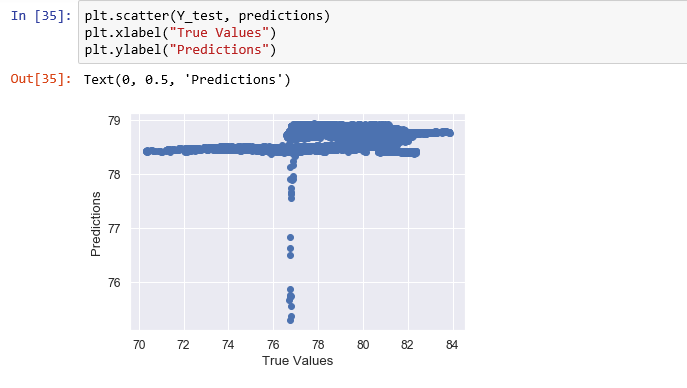 In [35]: plt.scatter(Y_test, predictions)
plt.xlabel("True Values")
plt.ylabel("Predictions")
Out[35]: Text(0, 0.5, 'Predictions')
79
78
77
76
Predictions
70 72 74 76 78 80 82 84
True Values